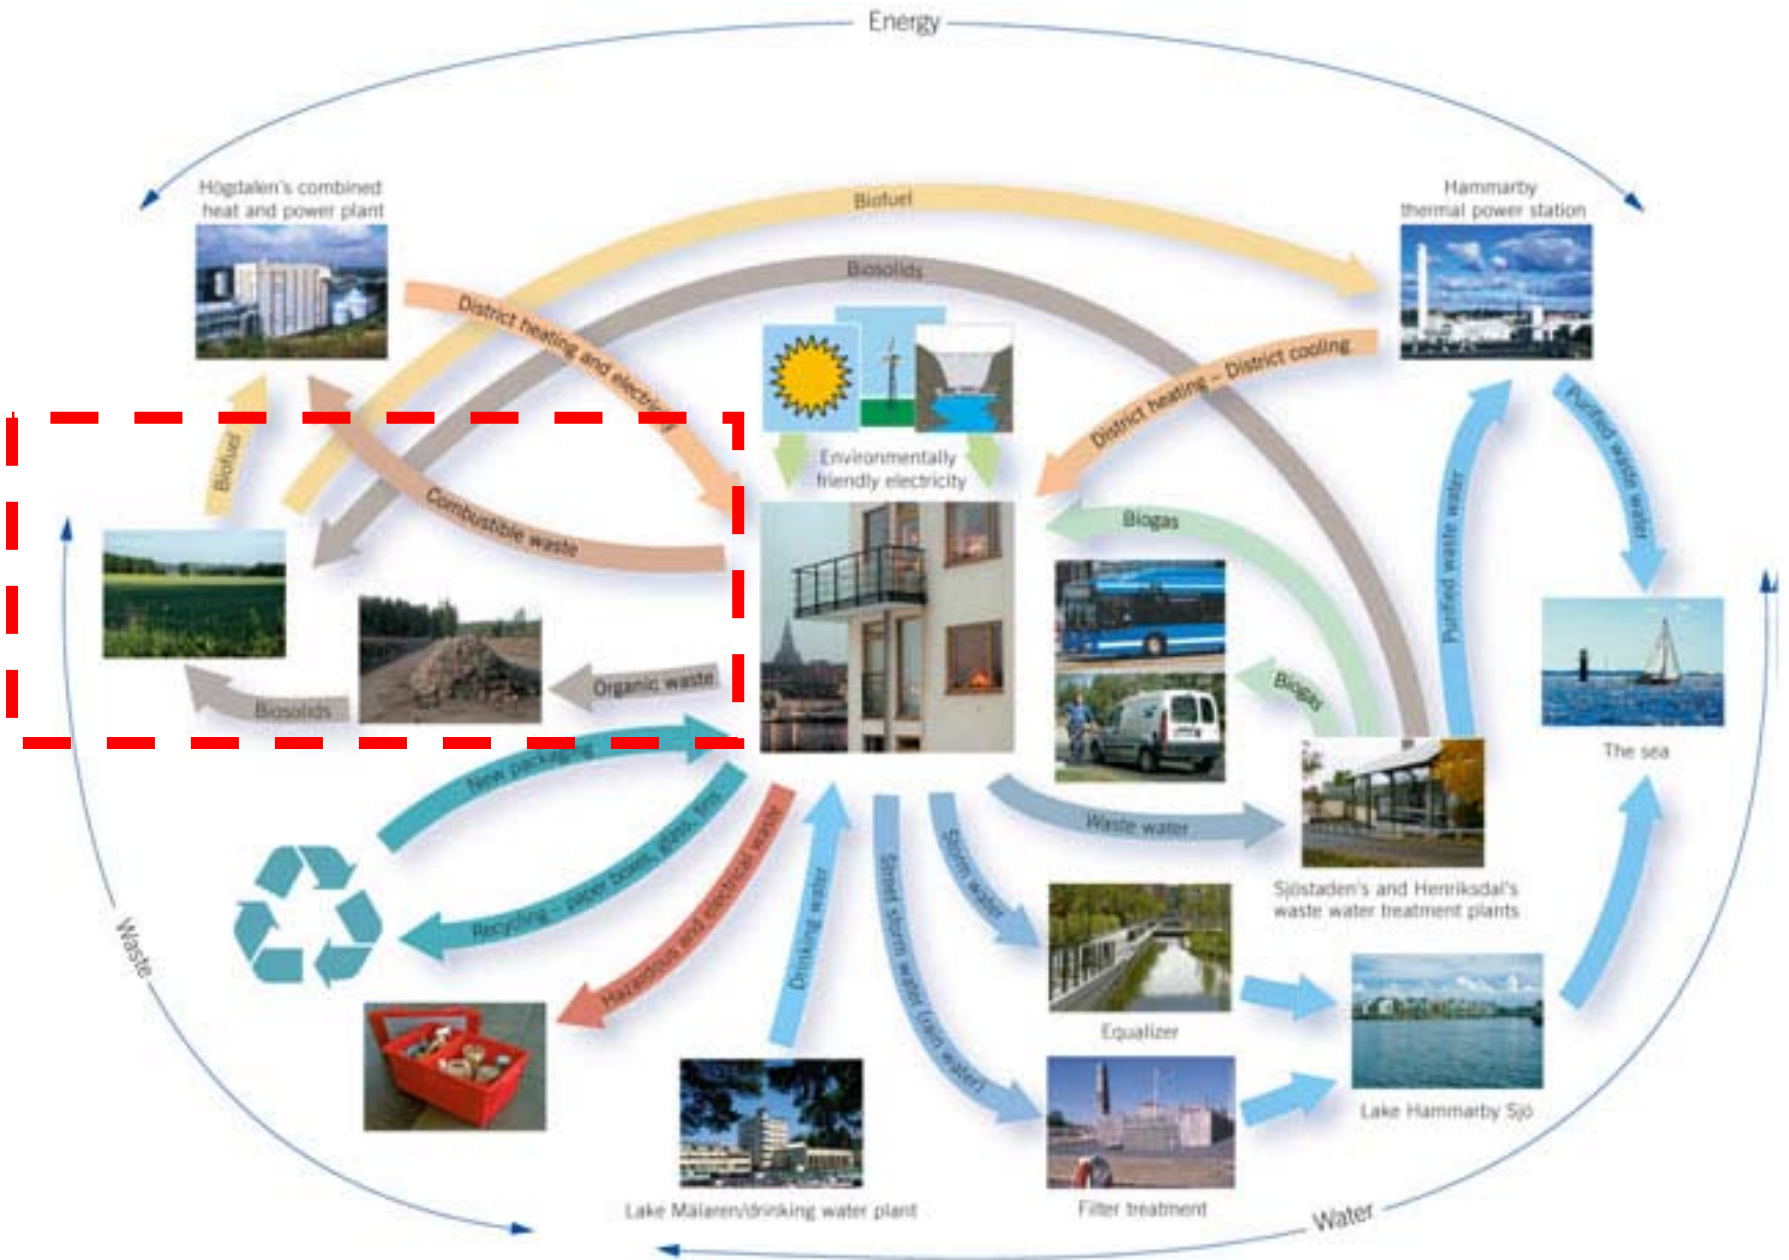 Energy
Högdalen's combined
heat and power plant
Hammarby
thermal power station
Biofuel
Biosolids
District heating and electricity
District heating – District cooling
Purified waste water
Biofuel
Combustible waste
Environmentally
friendly electricity
Biogas
Purified waste water
Organic waste
Biosolids
Biogas
The sea
New packaging
Recycling – paper boxes, glass, tins
Hazardous and electrical waste
Drinking water
Street storm water (rain water)
Storm water
Waste water
Sjöstaden's and Henriksdal's
waste water treatment plants
Waste
Equalizer
Lake Hammarby Sjö
Lake Mälaren/drinking water plant
Filter treatment
Water